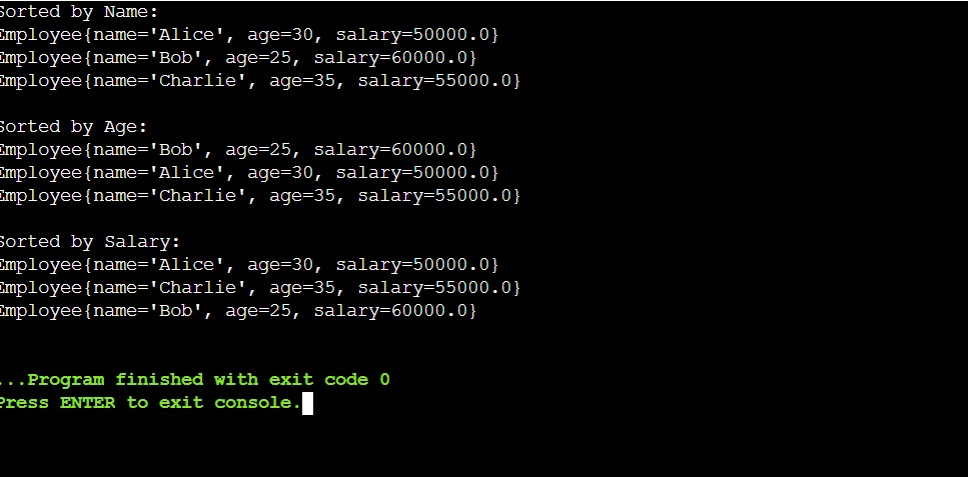 Sorted by Name:
Employee{name='Alice', age=30, salary=50000.0}
Employee{name='Bob', age=25, salary=60000.0}
Employee{name='Charlie', age=35, salary=55000.0}
Sorted by Age:
Employee{name='Bob', age=25, salary=60000.0}
Employee{name='Alice', age=30, salary=50000.0}
Employee{name='Charlie', age=35, salary=55000.0}
Sorted by Salary:
Employee{name='Alice', age=30, salary=50000.0}
Employee{name='Charlie', age=35, salary=55000.0}
Employee{name='Bob', age=25, salary=60000.0}
...Program finished with exit code 0
Press ENTER to exit console.